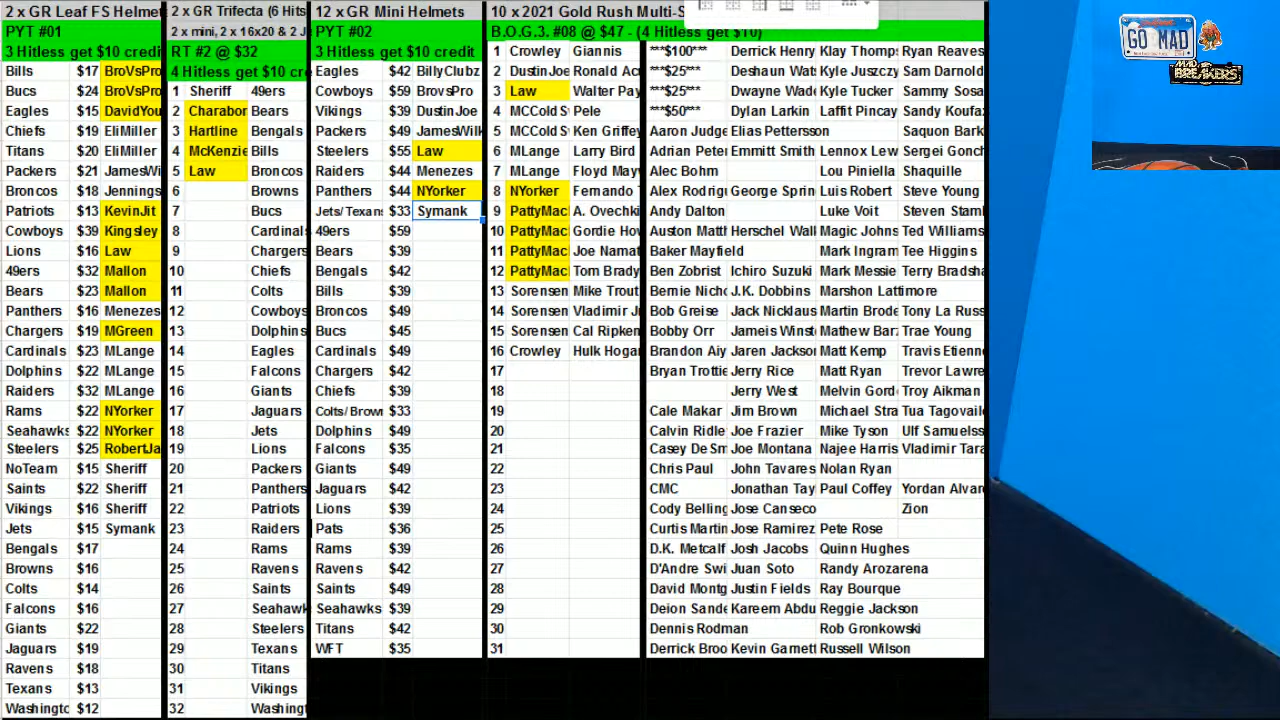 2 x GR Leaf FS Helmet
PYT #01
3 Hitless get $10 credi
Bills $17 BroVsPro
Bucs $24 BroVsPro
Eagles $15 DavidYou
Chiefs $19 EliMiller
Titans $20 EliMiller
Packers $21 JamesWi
Broncos $18 Jennings
Patriots $13 KevinJit
Cowboys $39 Kingsley
Lions $16 Law
49ers $32 Mallon
Bears $23 Mallon
Panthers $16 Menezes
Chargers $19 MGreen
Cardinals $23 MLange
Dolphins $22 MLange
Raiders $32 MLange
Rams $22 NYorker
Seahawks $22 NYorker
Steelers $25 RobertJa
NoTeam $15 Sheriff
Saints $22 Sheriff
Vikings $16 Sheriff
Jets $15 Symank
Bengals $17
Browns $16
Colts $14
Falcons $16
Giants $22
Jaguars $19
Ravens $18
Texans $13
Washingto $12
2 x GR Trifecta (6 Hits
2 x mini, 2 x 16x20 & 2 J
RT #2 @ $32
4 Hitless get $10 cre
1 Sheriff 49ers
2 Charabor Bears
3 Hartline Bengals
4 McKenzie Bills
5 Law Broncos
6 Browns
7 Bucs
8 Cardinals
9 Chargers
10 Chiefs
11 Colts
12 Cowboys
13 Dolphins
14 Eagles
15 Falcons
16 Giants
17 Jaguars
18 Jets
19 Lions
20 Packers
21 Panthers
22 Patriots
23 Raiders
24 Rams
25 Ravens
26 Saints
27 Seahawk
28 Steelers
29 Texans
30 Titans
31 Vikings
32 Washingt
12 x GR Mini Helmets
PYT #02
3 Hitless get $10 credit
Eagles $42 BillyClubz
Cowboys $59 BrovsPro
Vikings $39 DustinJoe
Packers $49 JamesWilk
Steelers $55 Law
Raiders $44 Menezes
Panthers $44 NYorker
Jets/Texans $33 Symank
49ers $59
Bears $39
Bengals $42
Bills $39
Broncos $49
Bucs $45
Cardinals $49
Chargers $42
Chiefs $39
Colts/Brown $33
Dolphins $49
Falcons $35
Giants $49
Jaguars $42
Lions $39
Pats $36
Rams $39
Ravens $42
Saints $49
Seahawks $39
Titans $42
WFT $35
10 x 2021 Gold Rush Multi-S
B.O.G.3. #08 @ $47 - (4 Hitless get $10)
1 Crowley Giannis ***$100*** Derrick Henry Klay Thomps Ryan Reaves
2 DustinJoe Ronald Acu ***$25*** Deshaun Wats Kyle Juszczy Sam Darnold
3 Law Walter Pay ***$25*** Dwayne Wade Kyle Tucker Sammy Sosa
4 MCCold S Pele ***$50*** Dylan Larkin Laffit Pincay Sandy Koufax
5 MCCold S Ken Griffey Aaron Judge Elias Pettersson Saquon Bark
6 MLange Larry Bird Adrian Peter Emmitt Smith Lennox Lew Sergei Gonch
7 MLange Floyd May Alec Bohm Lou Piniella Shaquille
8 NYorker Fernando T Alex Rodrigu George Sprin Luis Robert Steve Young
9 PattyMac A. Ovechki Andy Dalton Luke Voit Steven Stam
10 PattyMac Gordie How Auston Matth Herschel Walk Magic Johns Ted Williams
11 PattyMac Joe Namat Baker Mayfield Mark Ingram Tee Higgins
12 PattyMac Tom Brady Ben Zobrist Ichiro Suzuki Mark Messie Terry Bradsha
13 Sorensen Mike Trout Bernie Nicho J.K. Dobbins Marshon Lattimore
14 Sorensen Vladimir Jr Bob Greise Jack Nicklaus Martin Brode Tony La Russ
15 Sorensen Cal Ripken Bobby Orr Jameis Winst Mathew Barz Trae Young
16 Crowley Hulk Hogan Brandon Aiy Jaren Jackson Matt Kemp Travis Etienne
17 Bryan Trottie Jerry Rice Matt Ryan Trevor Lawre
18 Jerry West Melvin Gord Troy Aikman
19 Cale Makar Jim Brown Michael Stra Tua Tagovail
20 Calvin Ridle Joe Frazier Mike Tyson Ulf Samuelss
21 Casey De Sm Joe Montana Najee Harris Vladimir Tara
22 Chris Paul John Tavares Nolan Ryan
23 CMC Jonathan Tay Paul Coffey Yordan Alvar
24 Cody Belling Jose Canseco Zion
25 Curtis Martin Jose Ramirez Pete Rose
26 D.K. Metcalf Josh Jacobs Quinn Hughes
27 D'Andre Swi Juan Soto Randy Arozarena
28 David Montg Justin Fields Ray Bourque
29 Deion Sande Kareem Abdu Reggie Jackson
30 Dennis Rodman Rob Gronkowski
31 Derrick Broo Kevin Garnett Russell Wilson
GO MAD
MAD BREAKERS